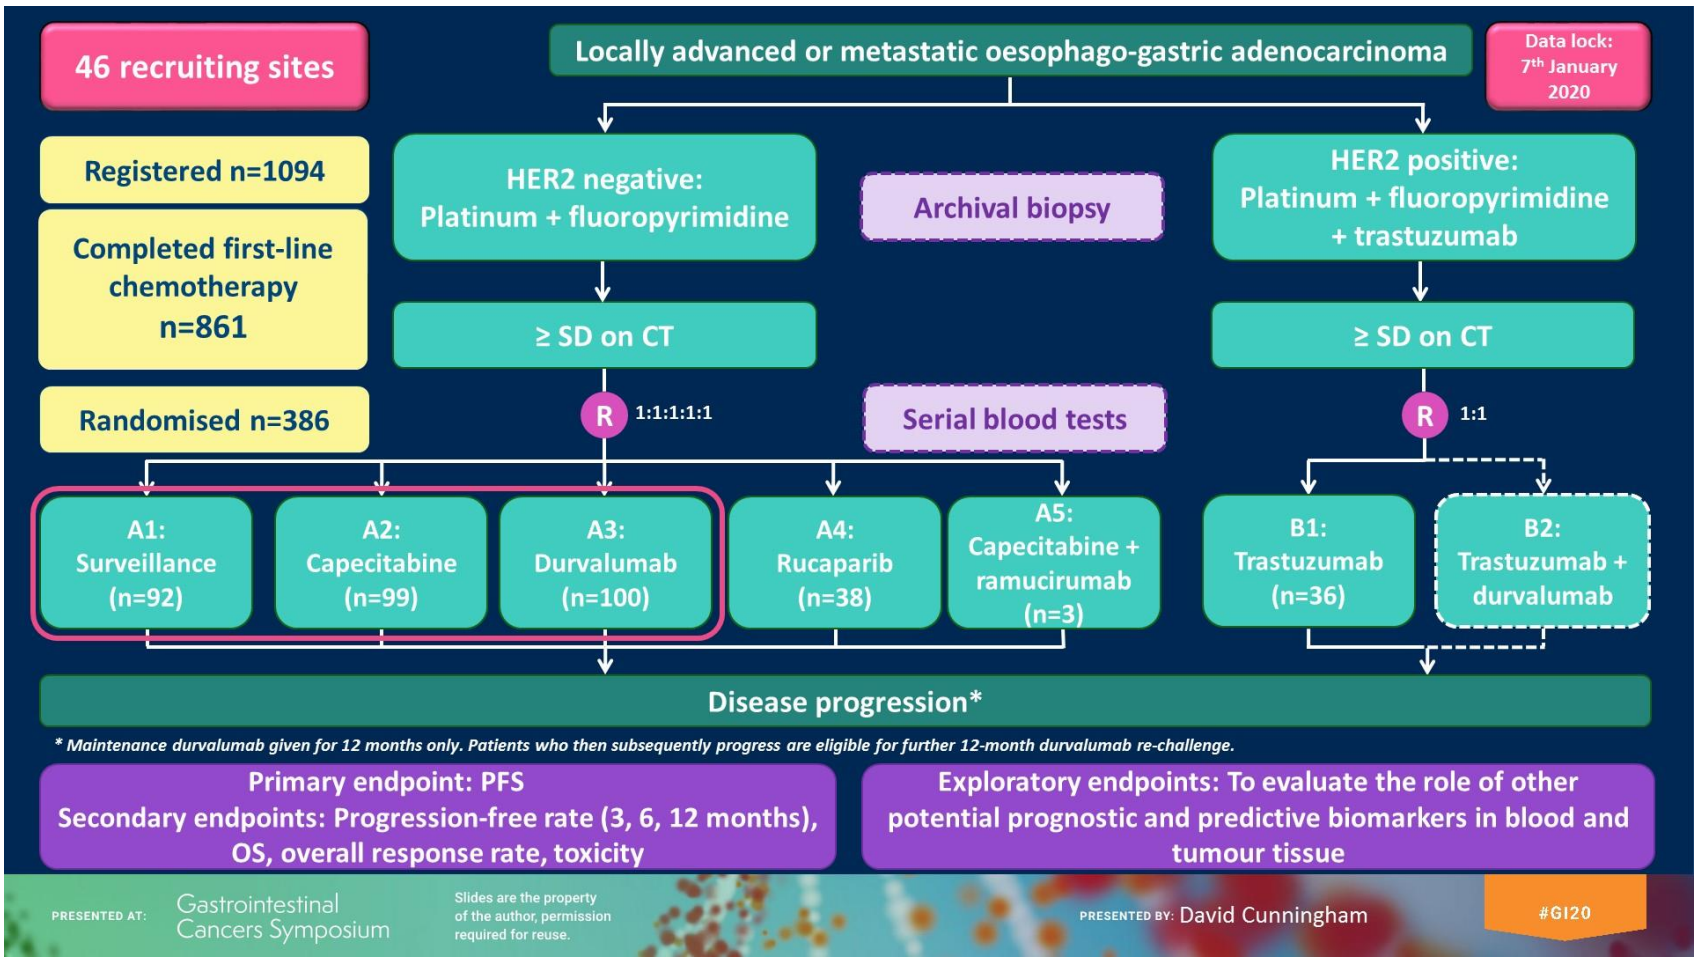 46 recruiting sites
Locally advanced or metastatic oesophago-gastric adenocarcinoma
Data lock:
7th January
2020
Registered n=1094
Completed first-line
chemotherapy
n=861
Randomised n=386
HER2 negative:
Platinum + fluoropyrimidine
Archival biopsy
HER2 positive:
Platinum + fluoropyrimidine
+ trastuzumab
≥ SD on CT
≥ SD on CT
R 1:1:1:1:1
Serial blood tests
R 1:1
A1:
Surveillance
(n=92)
A2:
Capecitabine
(n=99)
A3:
Durvalumab
(n=100)
A4:
Rucaparib
(n=38)
A5:
Capecitabine +
ramucirumab
(n=3)
B1:
Trastuzumab
(n=36)
B2:
Trastuzumab +
durvalumab
Disease progression*
* Maintenance durvalumab given for 12 months only. Patients who then subsequently progress are eligible for further 12-month durvalumab re-challenge.
Primary endpoint: PFS
Secondary endpoints: Progression-free rate (3, 6, 12 months),
OS, overall response rate, toxicity
Exploratory endpoints: To evaluate the role of other
potential prognostic and predictive biomarkers in blood and
tumour tissue
PRESENTED AT:
Gastrointestinal
Cancers Symposium
Slides are the property
of the author, permission
required for reuse.
PRESENTED BY: David Cunningham
#GI20